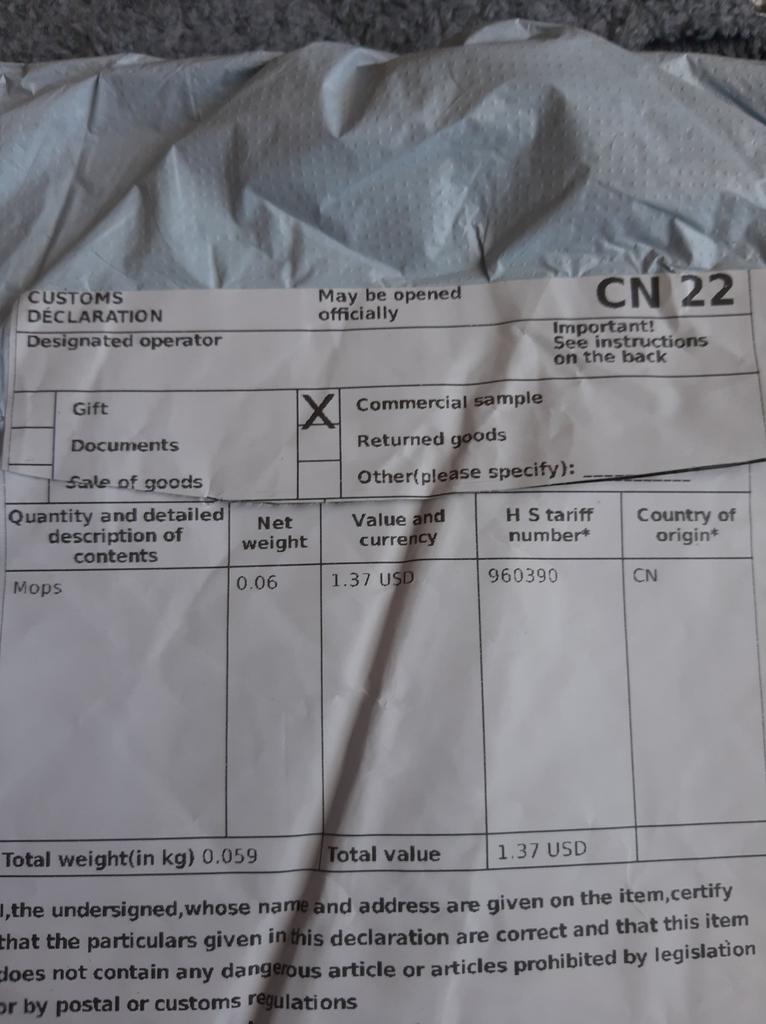 CUSTOMS DÉCLARATION
May be opened officially
CN 22
Designated operator
Important!
See instructions
on the back
Gift
X
Commercial sample
Documents
Returned goods
Sale of goods
Other(please specify): __________
Quantity and detailed description of contents
Net weight
Value and currency
H S tariff number*
Country of origin*
Mops
0.06
1.37 USD
960390
CN
Total weight(in kg) 0.059
Total value
1.37 USD
I,the undersigned,whose name and address are given on the item,certify
that the particulars given in this declaration are correct and that this item
does not contain any dangerous article or articles prohibited by legislation
or by postal or customs regulations